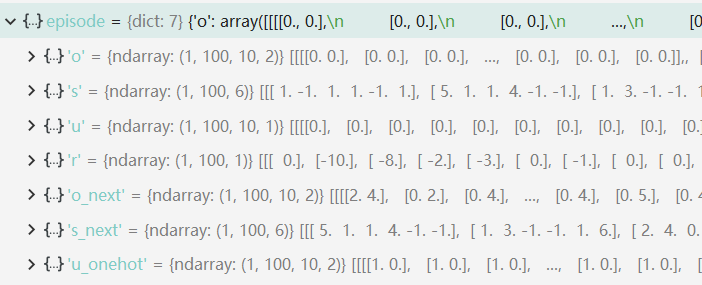 {...} episode = {dict: 7} {'o': array([[[[0., 0.],\n        [0., 0.],\n        [0., 0.],\n        [0., 0.],\n        ...,\n        [0
{...} 'o' = {ndarray: (1, 100, 10, 2)} [[[[0. 0.],   [0. 0.],   [0. 0.],   ...,   [0. 0.],   [0. 0.],   [0. 0.]],,  [
{...} 's' = {ndarray: (1, 100, 6)} [[[ 1. -1.  1.  1. -1.  1.],  [ 5.  1.  1.  4. -1. -1.],  [ 1.  3. -1. -1.  1
{...} 'u' = {ndarray: (1, 100, 10, 1)} [[[[0.],   [0.],   [0.],   [0.],   [0.],   [0.],   [0.],   [0.],   [0.
{...} 'r' = {ndarray: (1, 100, 1)} [[[  0.],  [-10.],  [ -8.],  [ -2.],  [ -3.],  [  0.],  [ -1.],  [  0.],  [  0.],
{...} 'o_next' = {ndarray: (1, 100, 10, 2)} [[[[2. 4.],   [0. 2.],   [0. 4.],   ...,   [0. 4.],   [0. 5.],   [0. 4
{...} 's_next' = {ndarray: (1, 100, 6)} [[[ 5.  1.  1.  4. -1. -1.],  [ 1.  3. -1. -1.  1.  6.],  [ 2.  4.  0.
{...} 'u_onehot' = {ndarray: (1, 100, 10, 2)} [[[[1. 0.],   [1. 0.],   [1. 0.],   ...,   [1. 0.],   [1. 0.],   [1. 0.